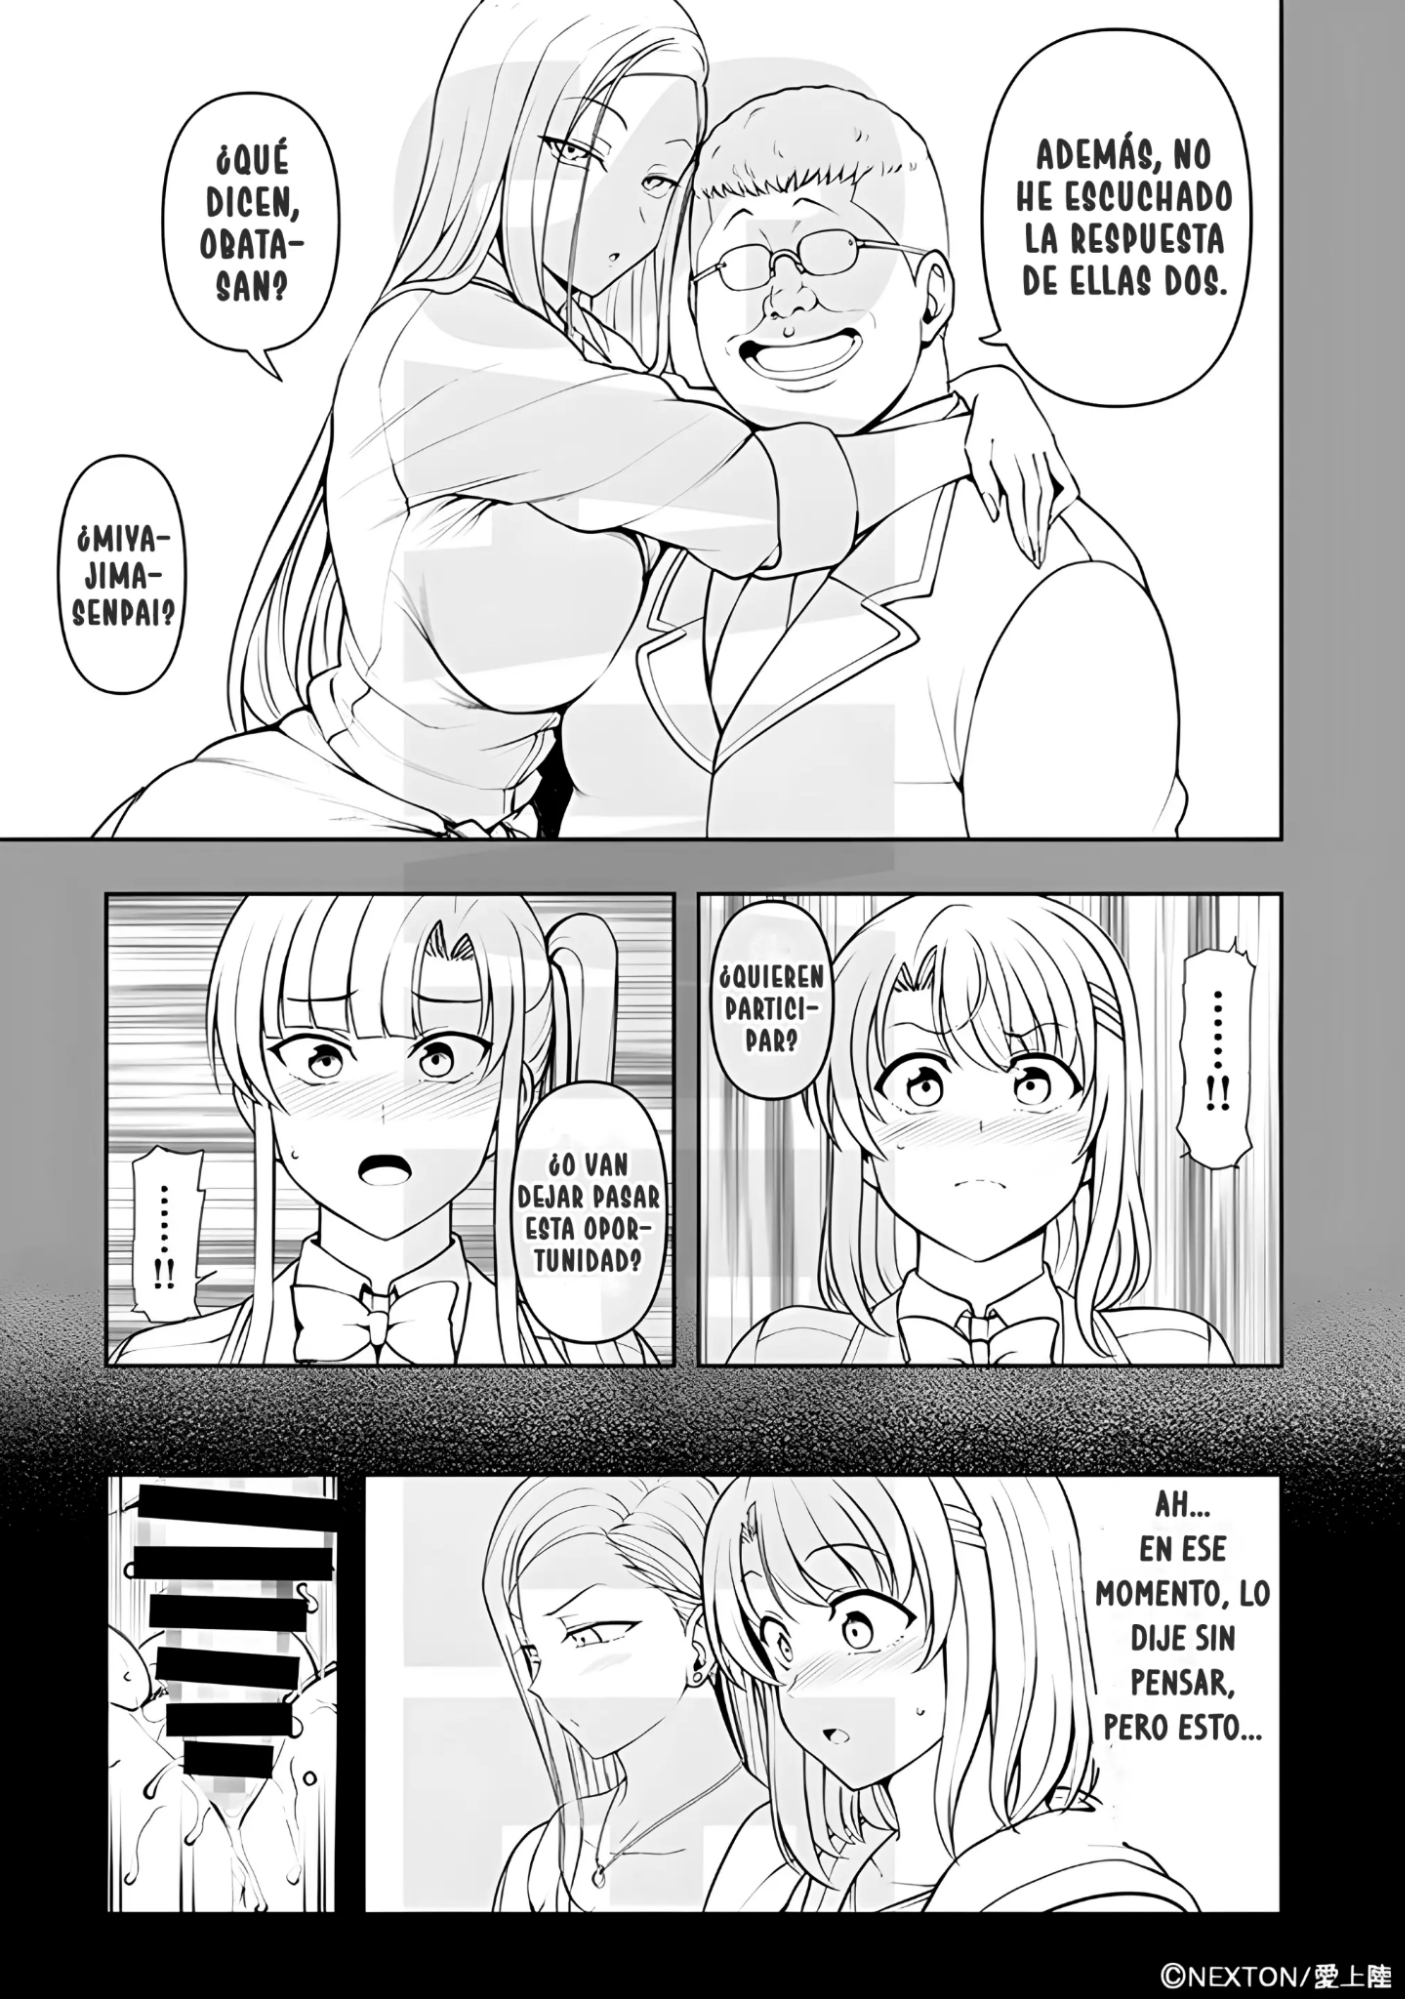 ADEMÁS, NO
HE ESCUCHADO
LA RESPUESTA
DE ELLAS DOS.
¿QUÉ
DICEN,
OBATA-
SAN?
¿MIYA-
JIMA-
SENPAI?
......!!
¿QUIEREN
PARTICI-
PAR?
¿O VAN
DEJAR PASAR
ESTA OPOR-
TUNIDAD?
......!!
AH...
EN ESE
MOMENTO, LO
DIJE SIN
PENSAR,
PERO ESTO...
©NEXTON/愛上陸